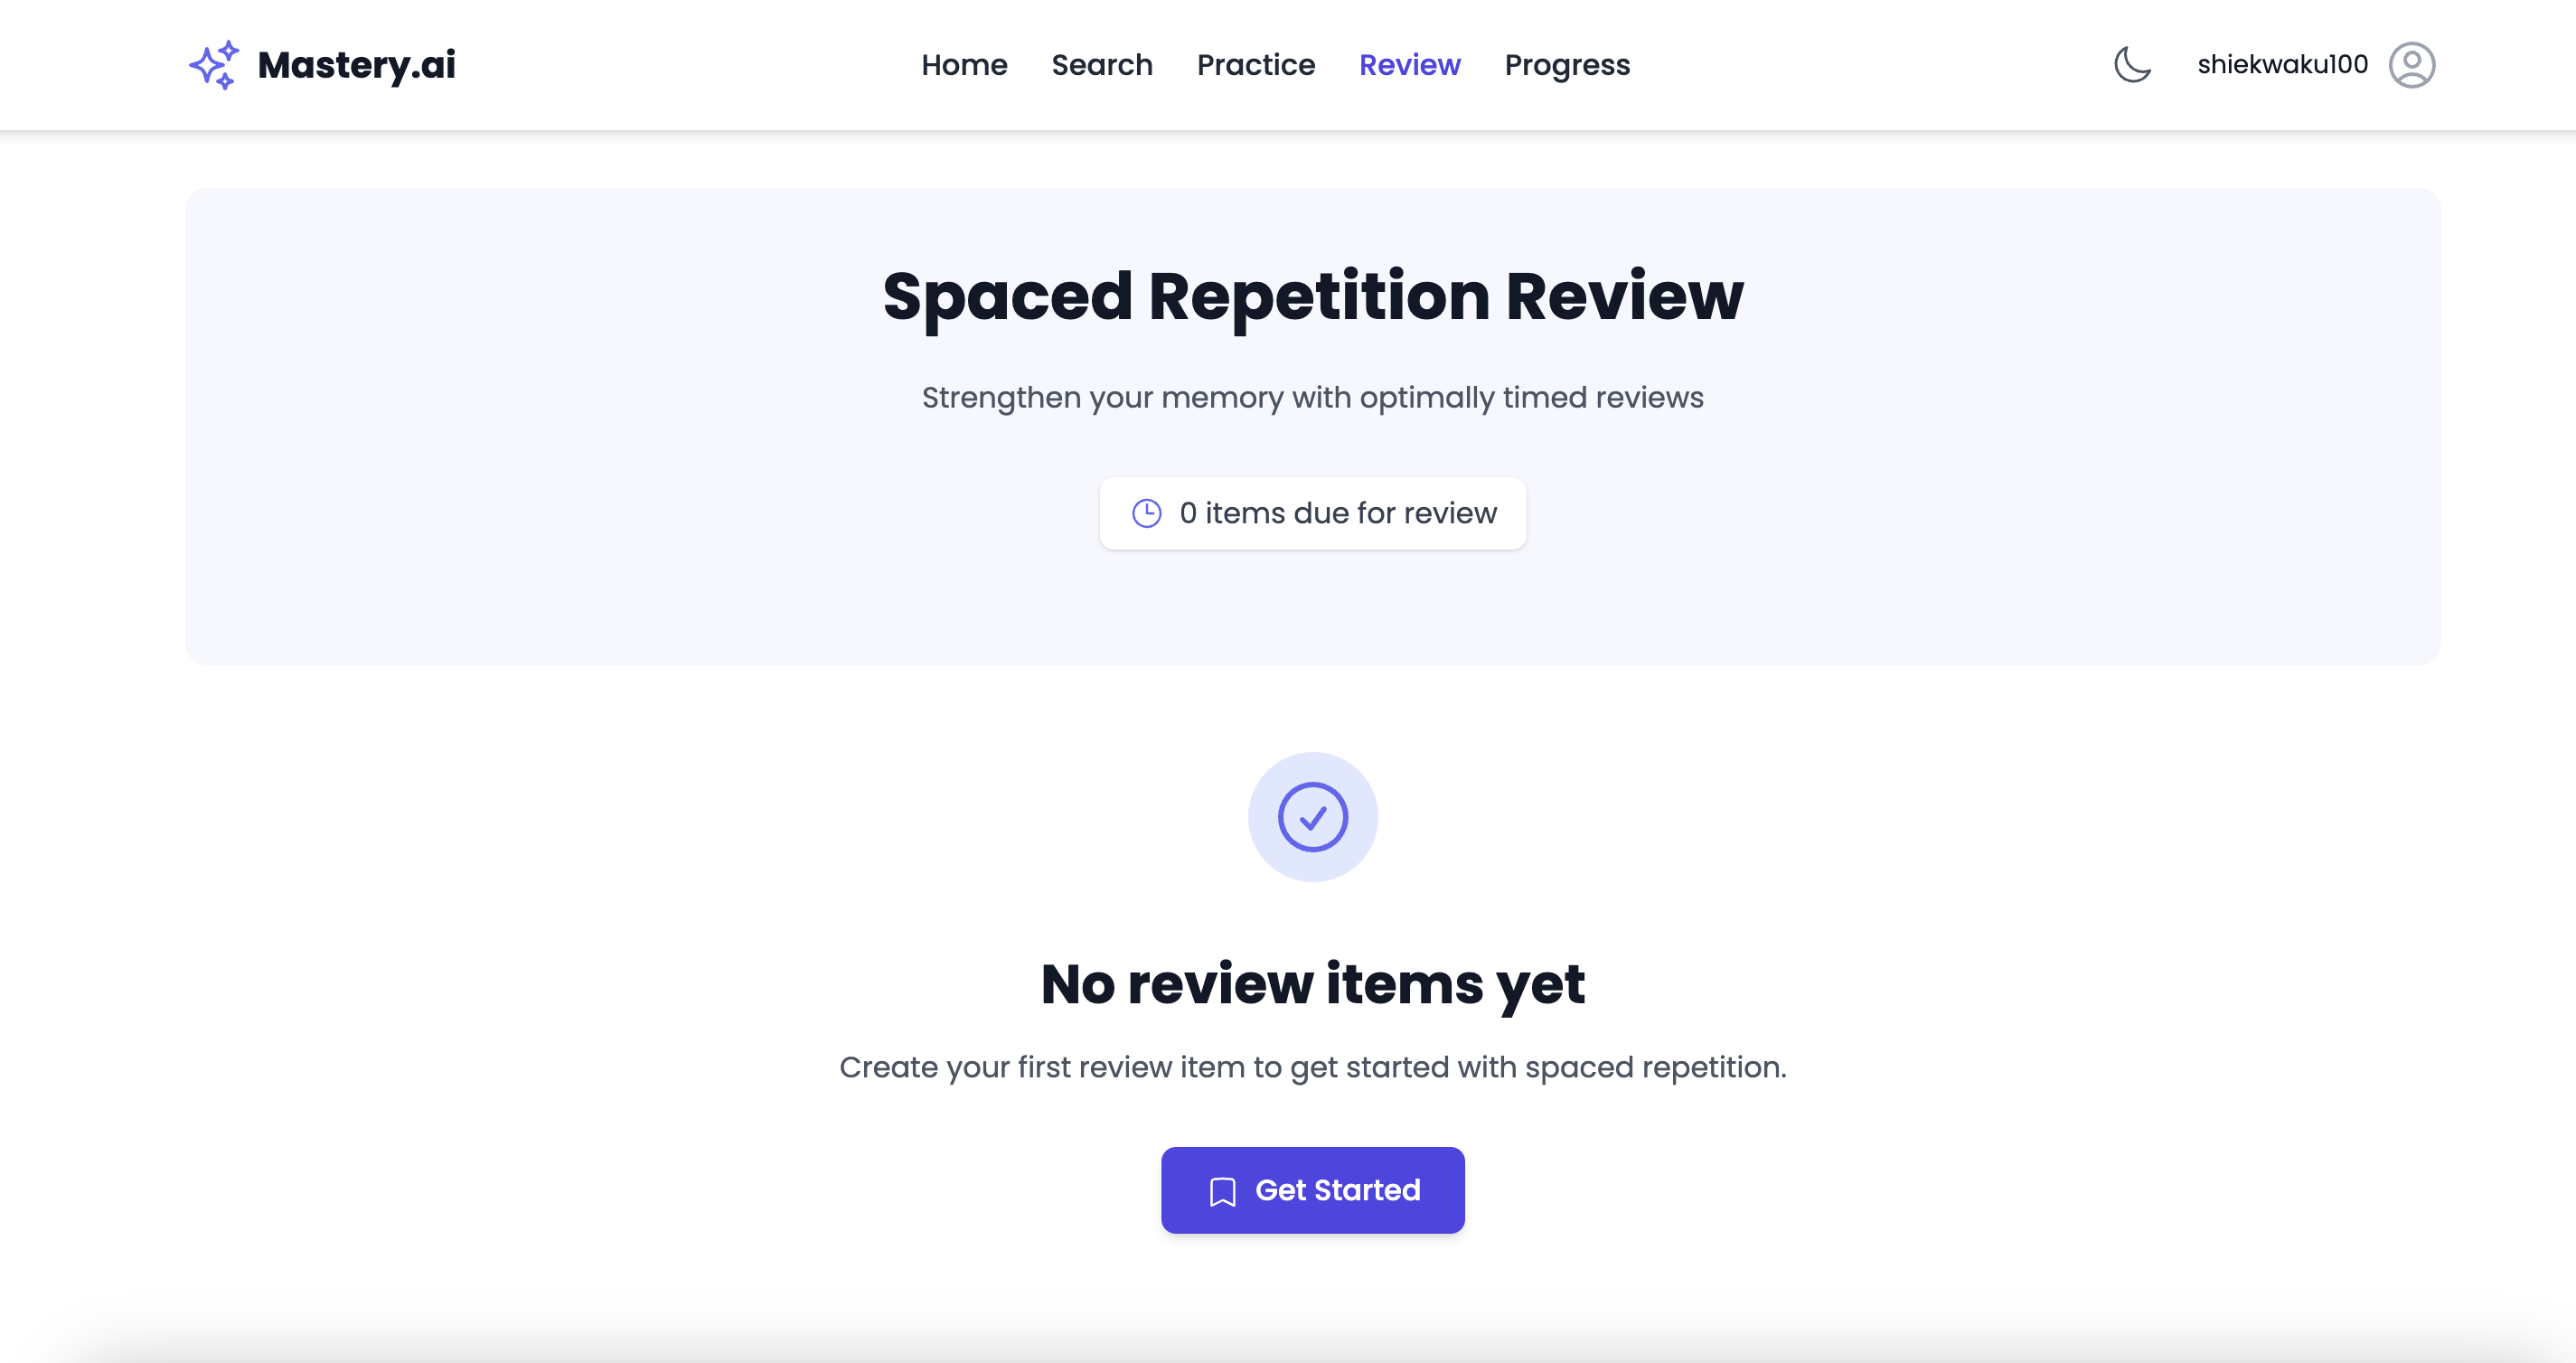 Mastery.ai
Home Search Practice Review Progress
shiekwaku100
Spaced Repetition Review
Strengthen your memory with optimally timed reviews
0 items due for review
No review items yet
Create your first review item to get started with spaced repetition.
Get Started